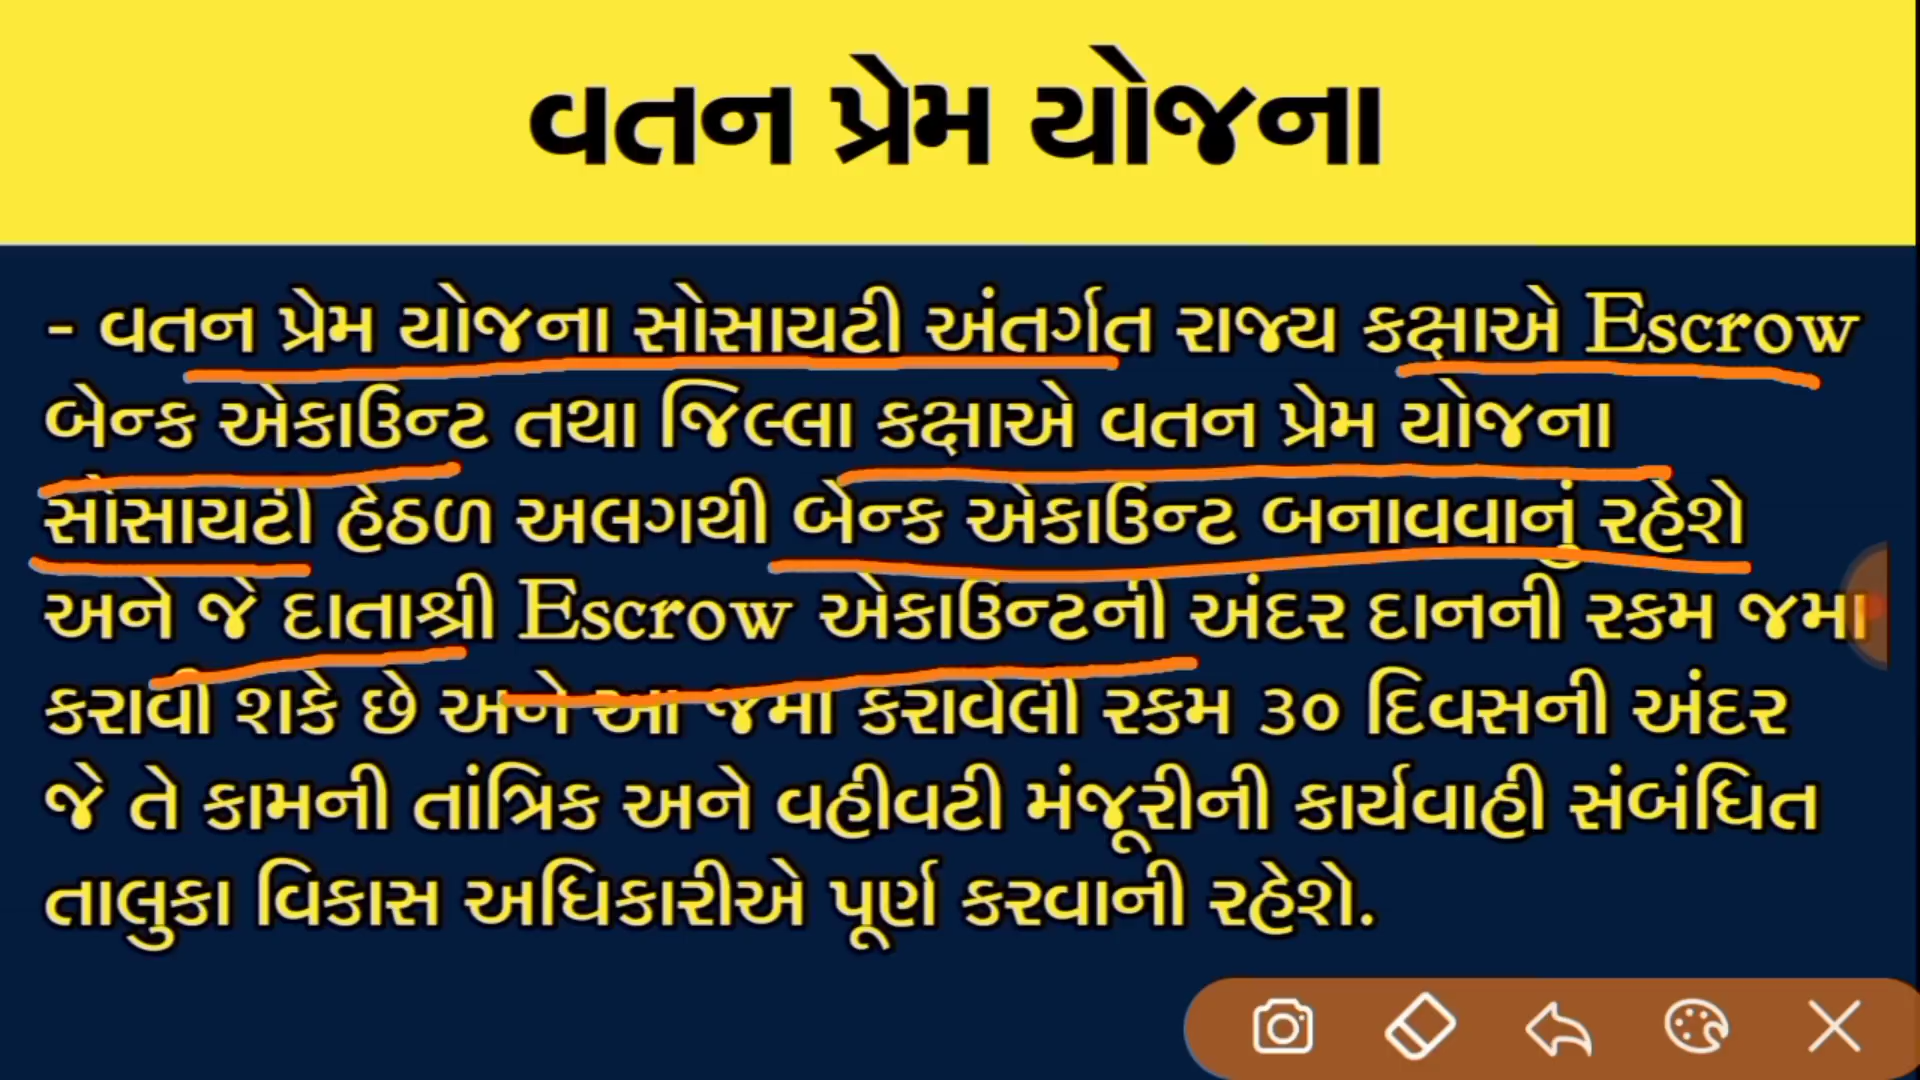 વતન પ્રેમ યોજના
- વતન પ્રેમ યોજના સોસાયટી અંતર્ગત રાજ્ય કક્ષાએ Escrow
બેન્ક એકાઉન્ટ તથા જિલ્લા કક્ષાએ વતન પ્રેમ યોજના
સોસાયટી હેઠળ અલગથી બેન્ક એકાઉન્ટ બનાવવાનું રહેશે
અને જે દાતાશ્રી Escrow એકાઉન્ટની અંદર દાનની રકમ જમા
કરાવી શકે છે અને આ જમા કરાવેલી રકમ ૩૦ દિવસની અંદર
જે તે કામની તાંત્રિક અને વહીવટી મંજૂરીની કાર્યવાહી સંબંધિત
તાલુકા વિકાસ અધિકારીએ પૂર્ણ કરવાની રહેશે.